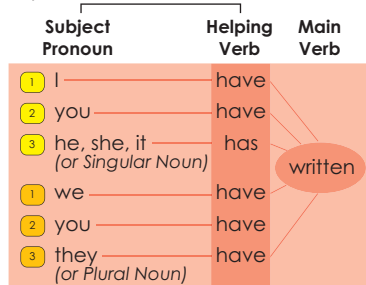 Subject Pronoun Helping Verb Main Verb
1 I have
2 you have
3 he, she, it has
(or Singular Noun)
written
1 we have
2 you have
3 they have
(or Plural Noun)